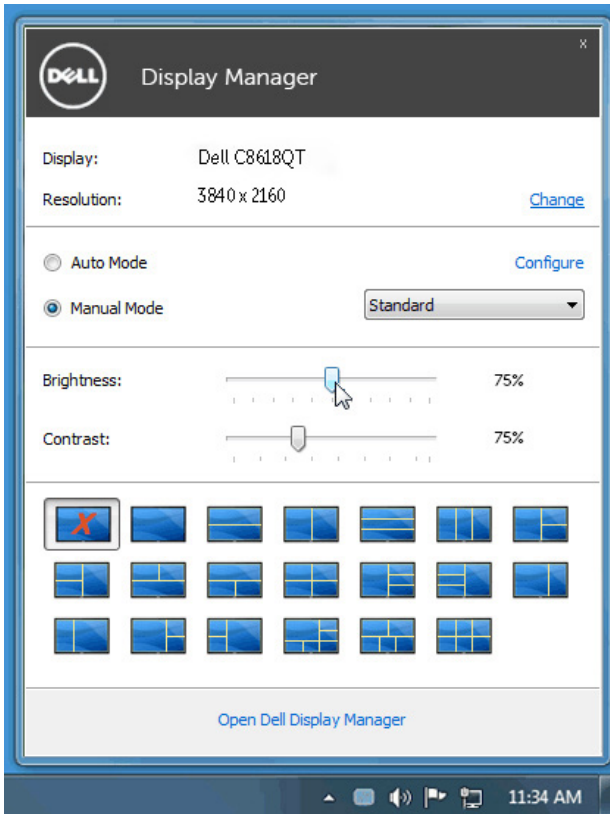 x
DELL Display Manager
Display: Dell C8618QT
Resolution: 3840 x 2160 Change
Auto Mode Configure
Manual Mode Standard
Brightness: 75%
Contrast: 75%
Open Dell Display Manager
11:34 AM